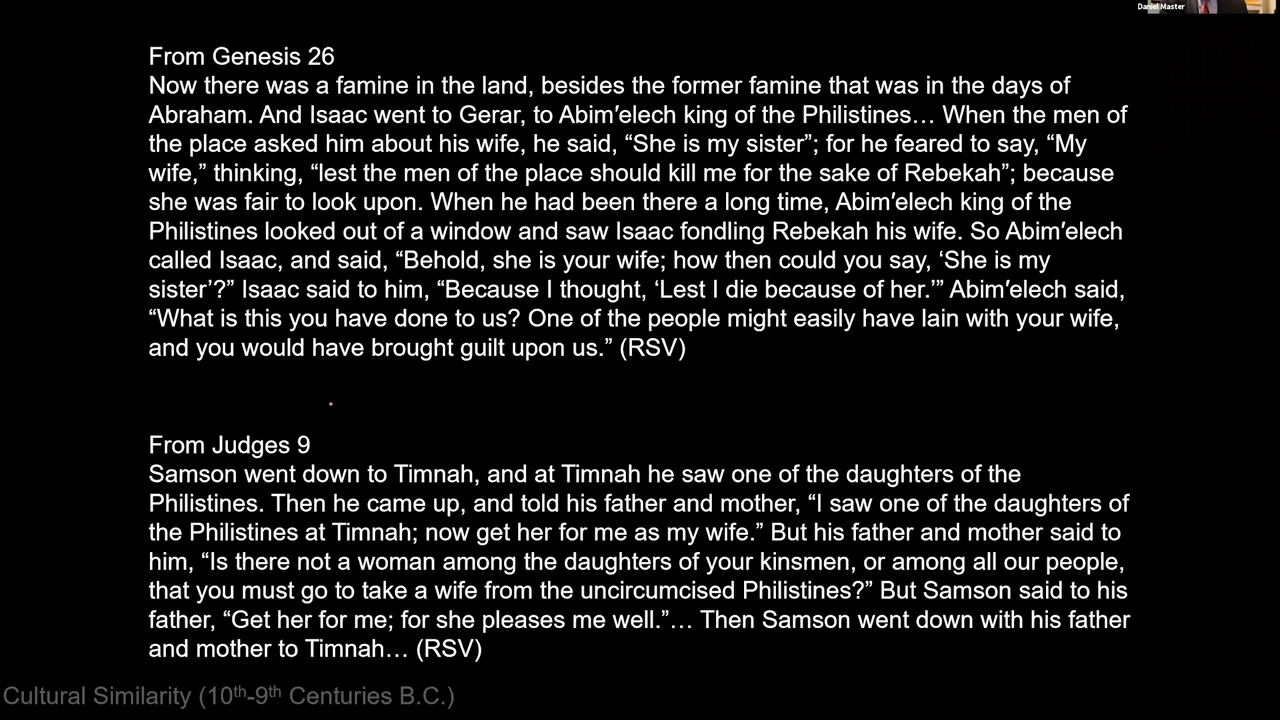 Daniel Master
From Genesis 26
Now there was a famine in the land, besides the former famine that was in the days of
Abraham. And Isaac went to Gerar, to Abim′elech king of the Philistines… When the men of
the place asked him about his wife, he said, “She is my sister”; for he feared to say, “My
wife,” thinking, “lest the men of the place should kill me for the sake of Rebekah”; because
she was fair to look upon. When he had been there a long time, Abim′elech king of the
Philistines looked out of a window and saw Isaac fondling Rebekah his wife. So Abim′elech
called Isaac, and said, “Behold, she is your wife; how then could you say, ‘She is my
sister’?” Isaac said to him, “Because I thought, ‘Lest I die because of her.’” Abim′elech said,
“What is this you have done to us? One of the people might easily have lain with your wife,
and you would have brought guilt upon us.” (RSV)
From Judges 9
Samson went down to Timnah, and at Timnah he saw one of the daughters of the
Philistines. Then he came up, and told his father and mother, “I saw one of the daughters of
the Philistines at Timnah; now get her for me as my wife.” But his father and mother said to
him, “Is there not a woman among the daughters of your kinsmen, or among all our people,
that you must go to take a wife from the uncircumcised Philistines?” But Samson said to his
father, “Get her for me; for she pleases me well.”… Then Samson went down with his father
and mother to Timnah… (RSV)
Cultural Similarity (10th-9th Centuries B.C.)